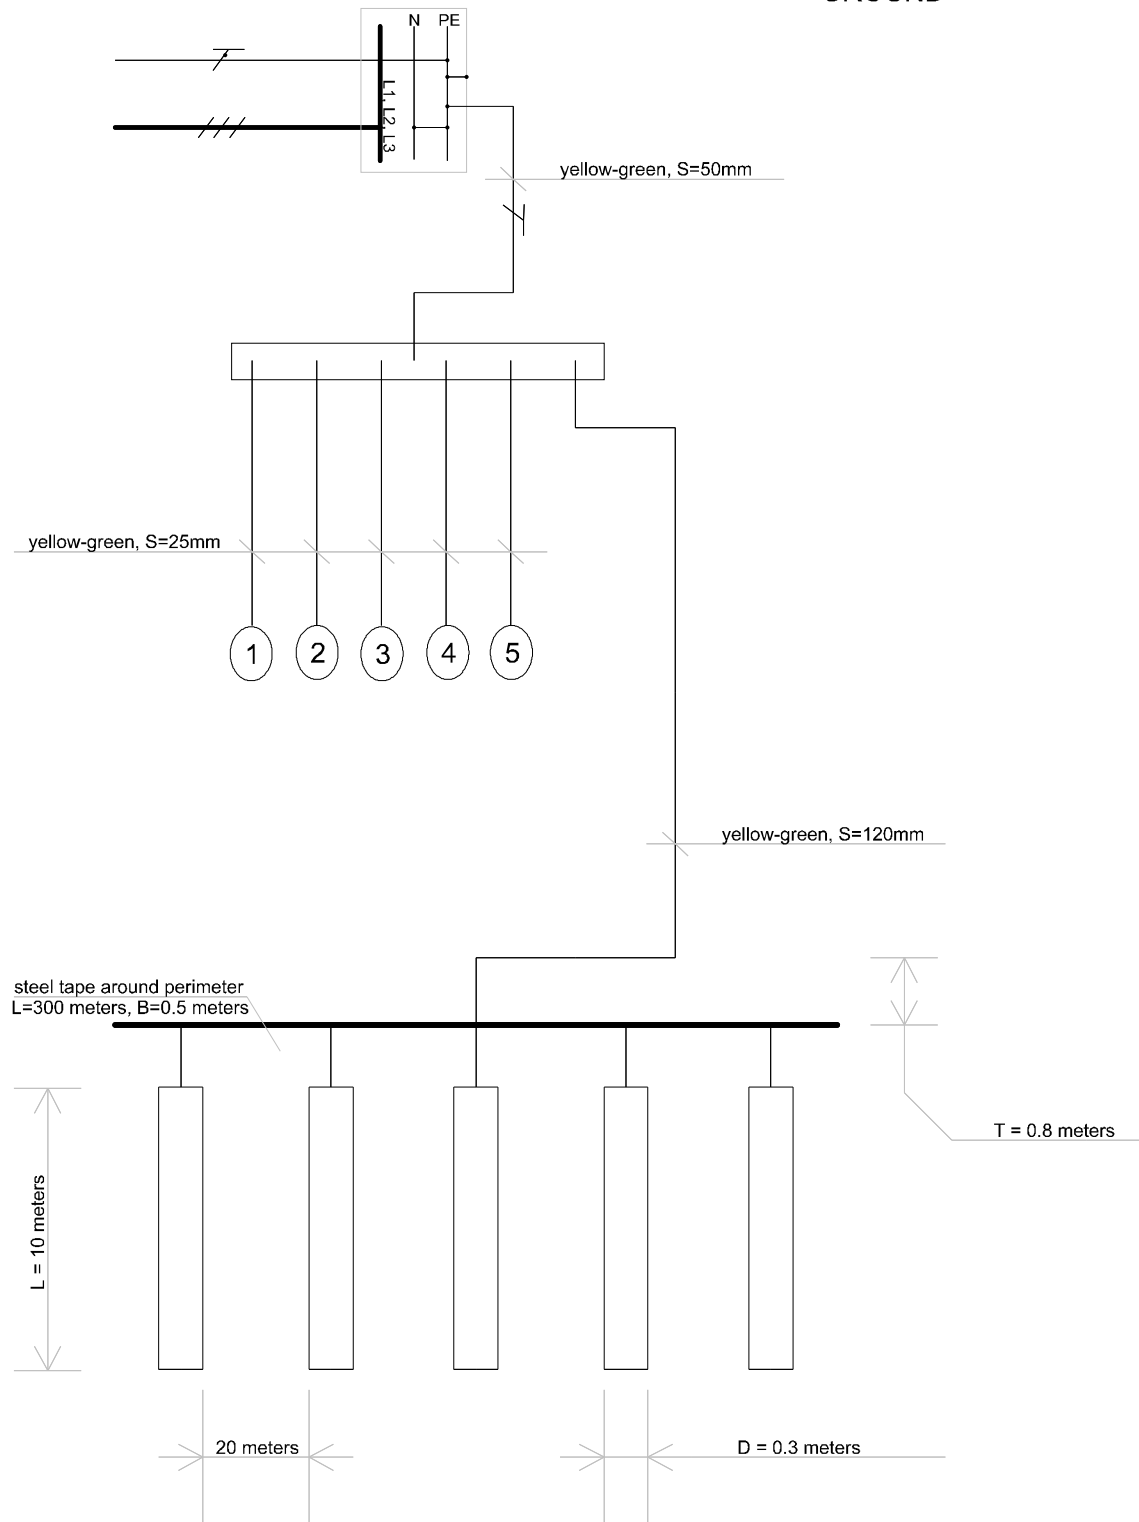 N PE
L1, L2, L3
yellow-green, S=50mm
yellow-green, S=25mm
1 2 3 4 5
yellow-green, S=120mm
steel tape around perimeter
L=300 meters, B=0.5 meters
T = 0.8 meters
L = 10 meters
20 meters
D = 0.3 meters